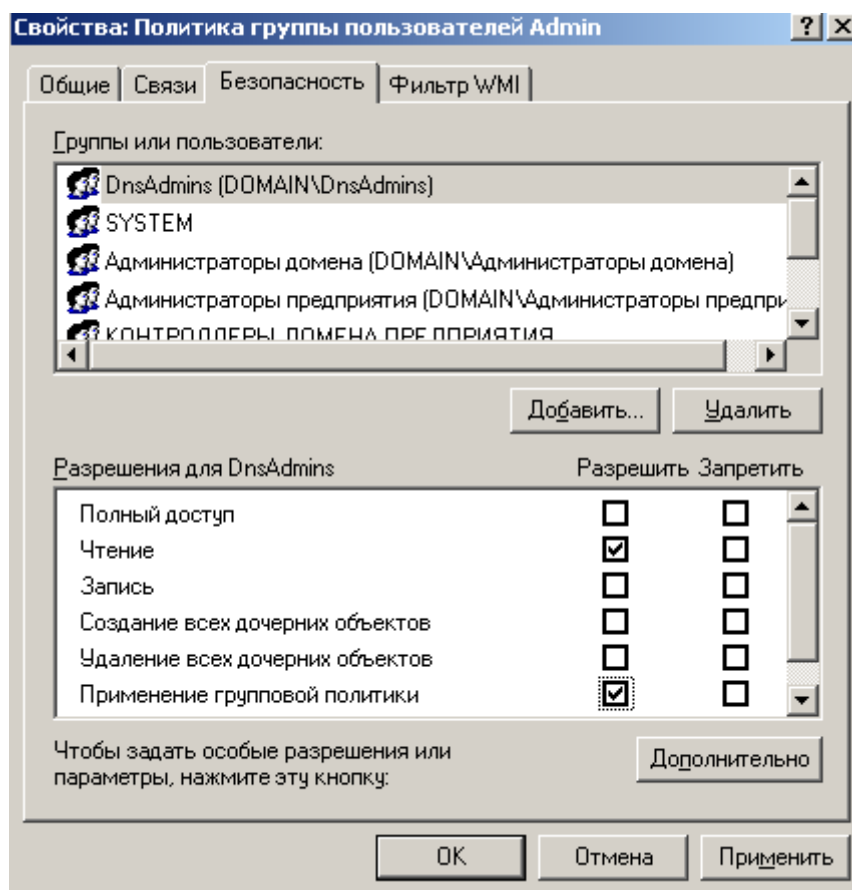 Свойства: Политика группы пользователей Admin
Общие Связи Безопасность Фильтр WMI
Группы или пользователи:
DnsAdmins (DOMAIN\DnsAdmins)
SYSTEM
Администраторы домена (DOMAIN\Администраторы домена)
Администраторы предприятия (DOMAIN\Администраторы предпри
КОНТРОЛЛЕРЫ ДОМЕНА ПРЕДПРИЯТИЯ
Добавить... Удалить
Разрешения для DnsAdmins Разрешить Запретить
Полный доступ
Чтение
Запись
Создание всех дочерних объектов
Удаление всех дочерних объектов
Применение групповой политики
Чтобы задать особые разрешения или
параметры, нажмите эту кнопку:
Дополнительно
OK Отмена Применить